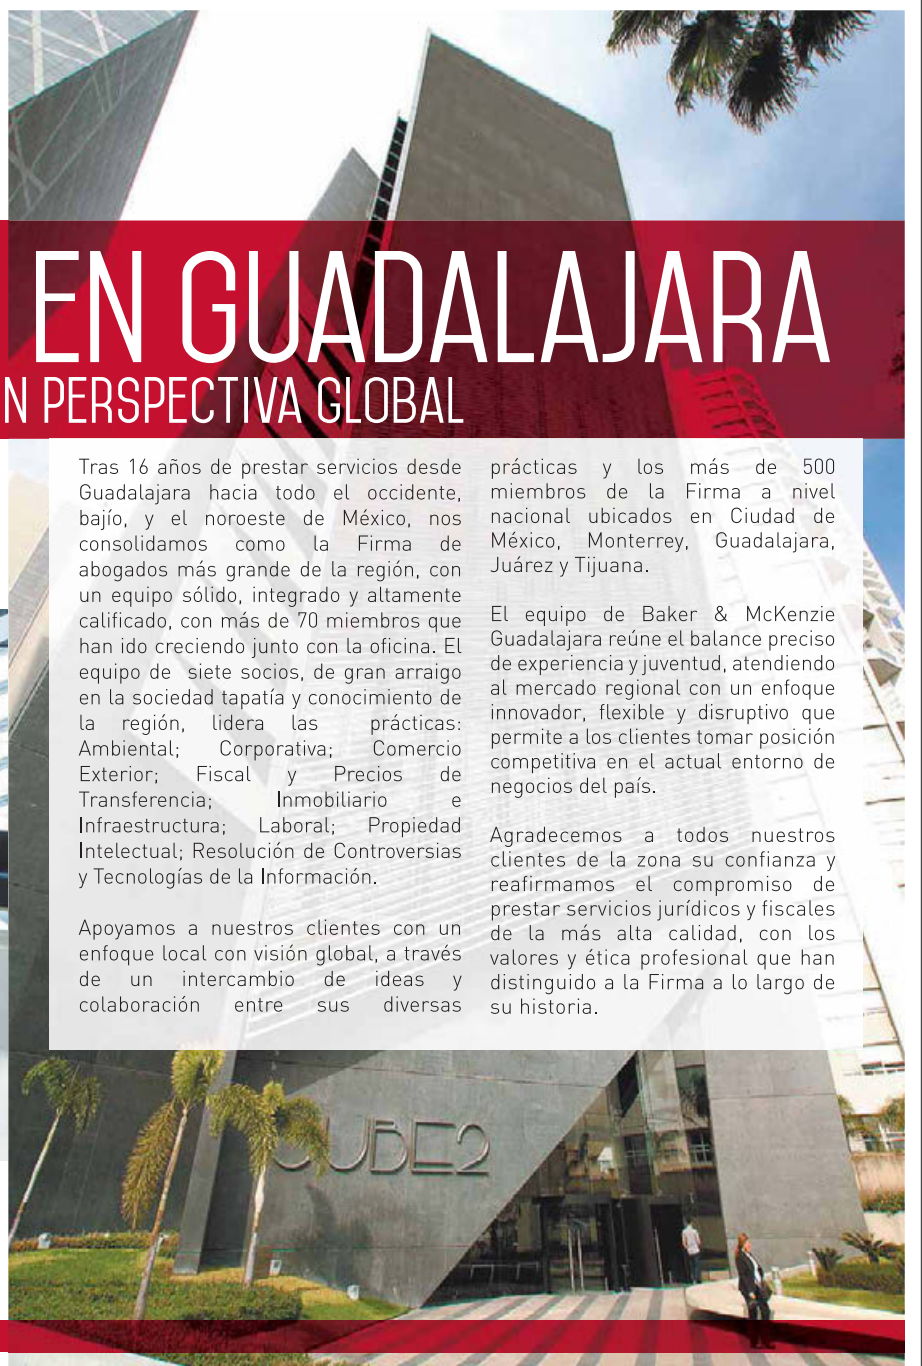 EN GUADALAJARA
N PERSPECTIVA GLOBAL
Tras 16 años de prestar servicios desde
Guadalajara hacia todo el occidente,
bajío, y el noroeste de México, nos
consolidamos como la Firma de
abogados más grande de la región, con
un equipo sólido, integrado y altamente
calificado, con más de 70 miembros que
han ido creciendo junto con la oficina. El
equipo de siete socios, de gran arraigo
en la sociedad tapatía y conocimiento de
la región, lidera las prácticas:
Ambiental; Corporativa; Comercio
Exterior; Fiscal y Precios de
Transferencia; Inmobiliario e
Infraestructura; Laboral; Propiedad
Intelectual; Resolución de Controversias
y Tecnologías de la Información.
Apoyamos a nuestros clientes con un
enfoque local con visión global, a través
de un intercambio de ideas y
colaboración entre sus diversas
prácticas y los más de 500
miembros de la Firma a nivel
nacional ubicados en Ciudad de
México, Monterrey, Guadalajara,
Juárez y Tijuana.
El equipo de Baker & McKenzie
Guadalajara reúne el balance preciso
de experiencia y juventud, atendiendo
al mercado regional con un enfoque
innovador, flexible y disruptivo que
permite a los clientes tomar posición
competitiva en el actual entorno de
negocios del país.
Agradecemos a todos nuestros
clientes de la zona su confianza y
reafirmamos el compromiso de
prestar servicios jurídicos y fiscales
de la más alta calidad, con los
valores y ética profesional que han
distinguido a la Firma a lo largo de
su historia.
CUBE2